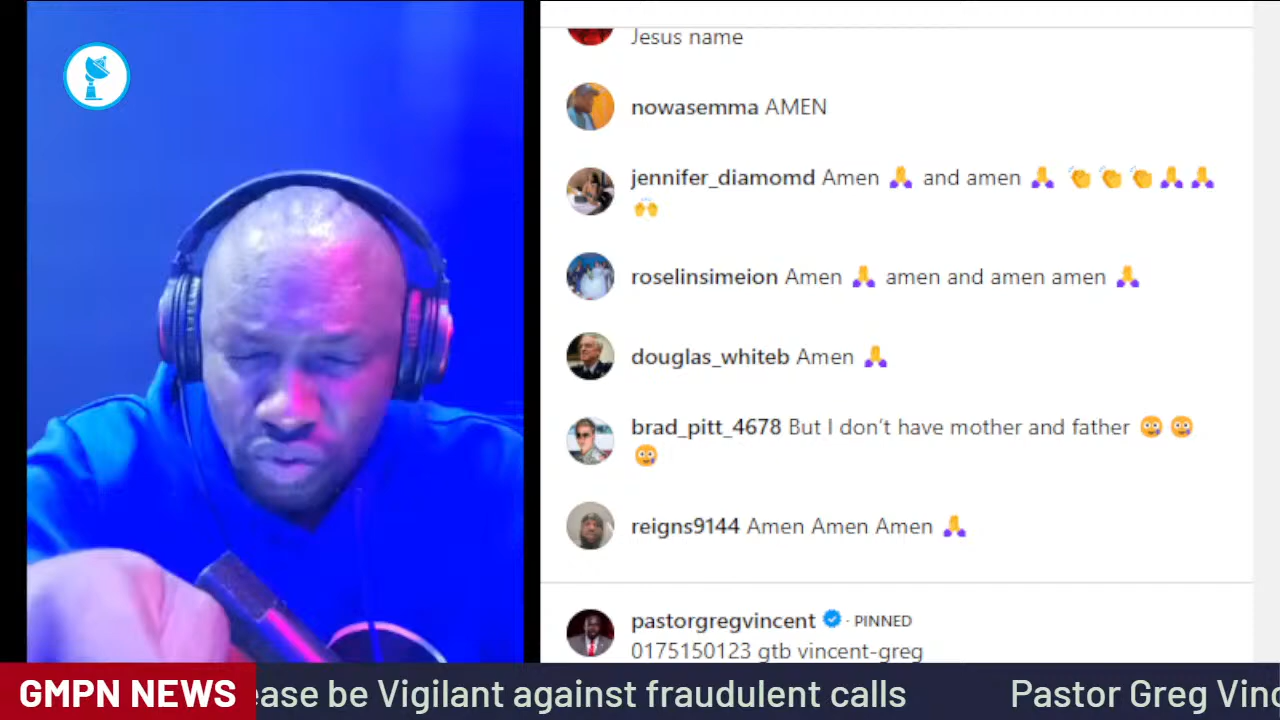 Jesus name
nowasemma AMEN
jennifer_diamomd Amen 🙏 and amen 🙏 👏👏👏🙏🙏
🙌
roselinsimeion Amen 🙏 amen and amen amen 🙏
douglas_whiteb Amen 🙏
brad_pitt_4678 But I don’t have mother and father 😳😳
😳
reigns9144 Amen Amen Amen 🙏
pastorgregvincent · PINNED
0175150123 gtb vincent-greg
GMPN NEWS ease be Vigilant against fraudulent calls Pastor Greg Vinc